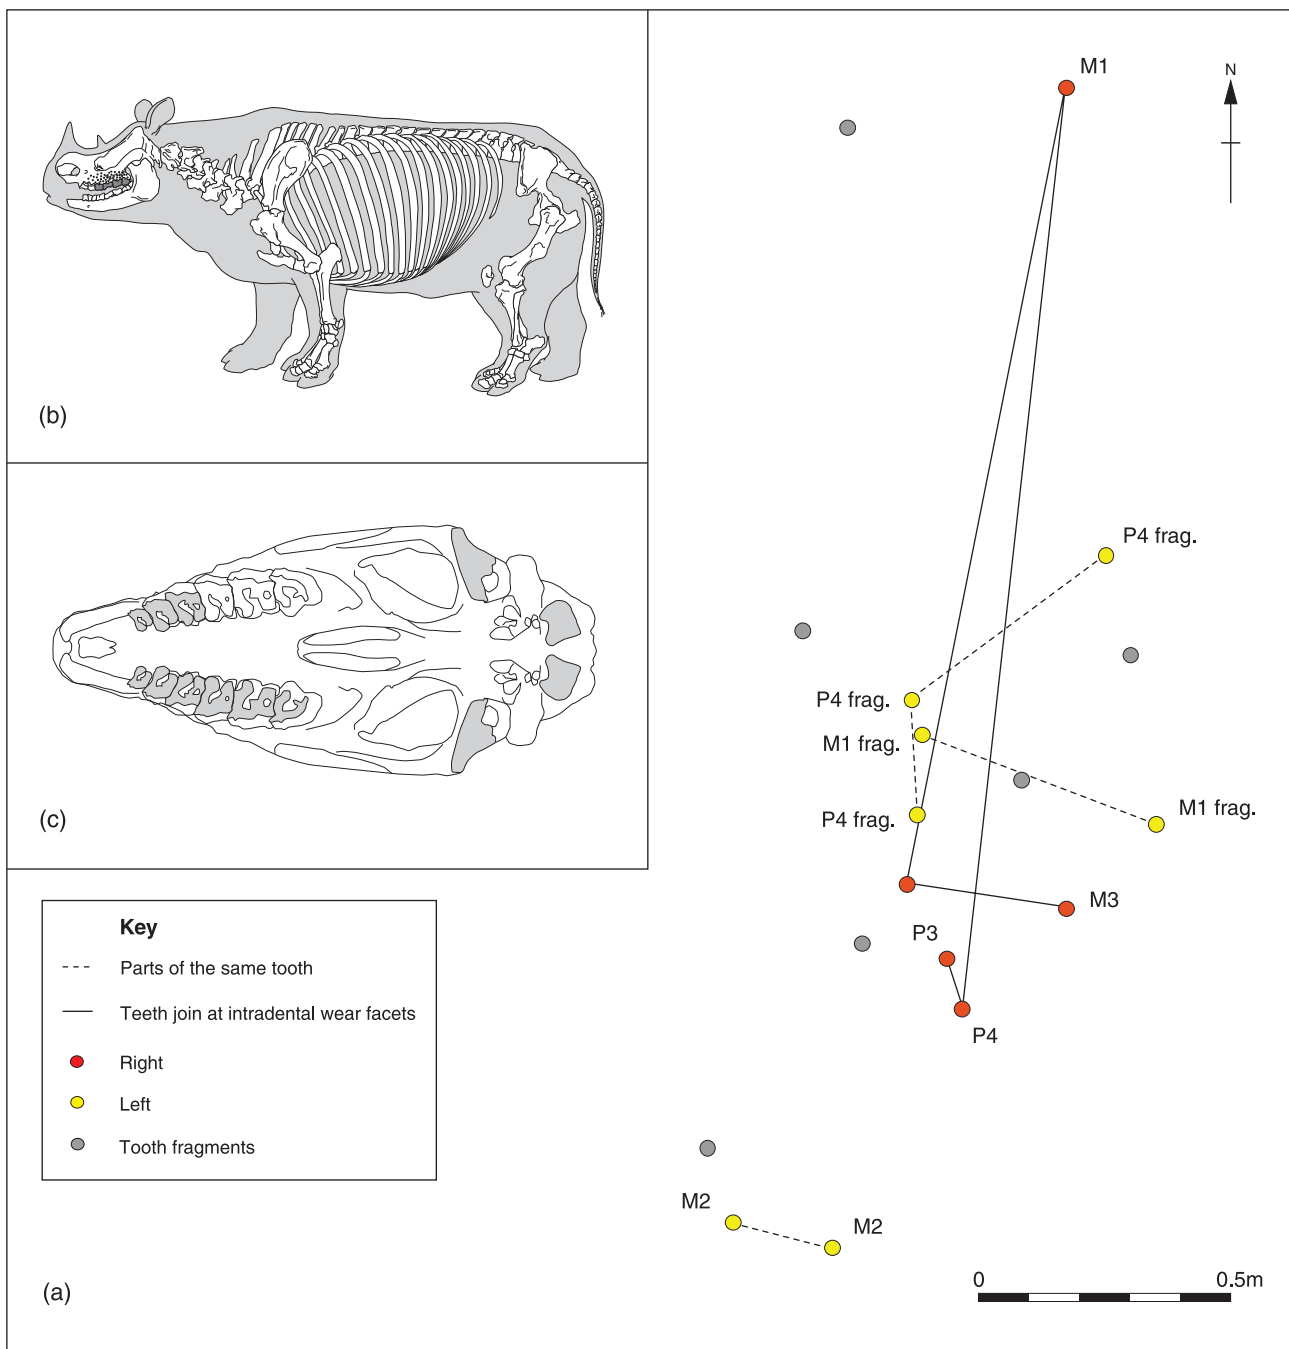 M1
N
(b)
P4 frag.
P4 frag.
M1 frag.
M1 frag.
P4 frag.
(c)
M3
P3
P4
Key
Parts of the same tooth
Teeth join at intradental wear facets
Right
Left
Tooth fragments
M2
M2
0
0.5m
(a)